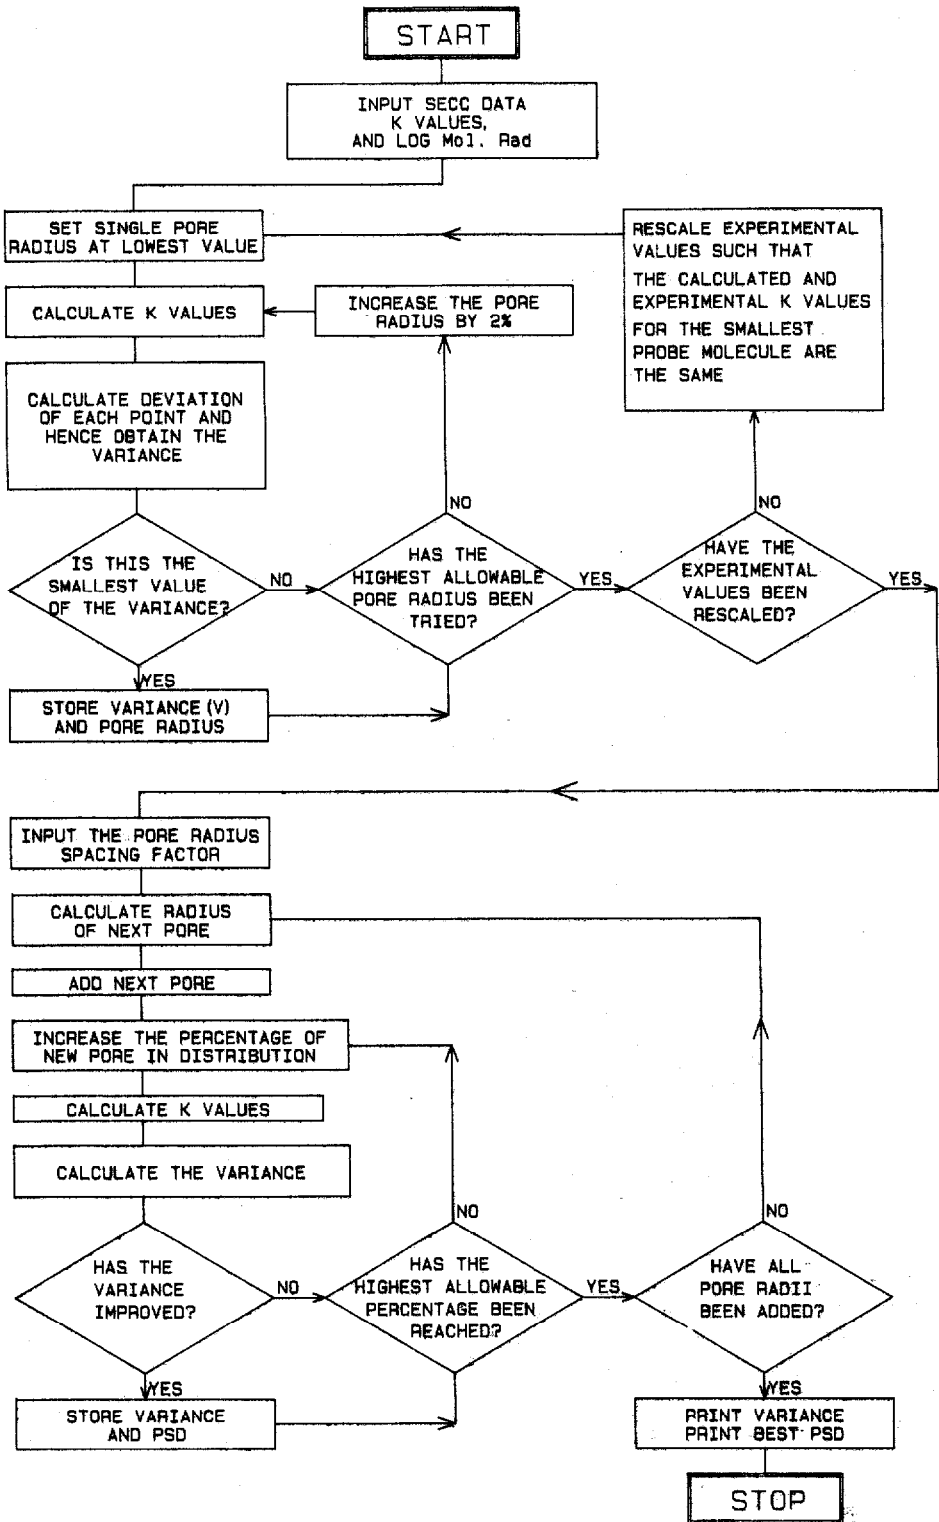 START
INPUT SECC DATA
K VALUES,
AND LOG Mol. Rad
SET SINGLE PORE
RADIUS AT LOWEST VALUE
CALCULATE K VALUES
INCREASE THE PORE
RADIUS BY 2%
RESCALE EXPERIMENTAL
VALUES SUCH THAT
THE CALCULATED AND
EXPERIMENTAL K VALUES
FOR THE SMALLEST
PROBE MOLECULE ARE
THE SAME
CALCULATE DEVIATION
OF EACH POINT AND
HENCE OBTAIN THE
VARIANCE
IS THIS THE
SMALLEST VALUE
OF THE VARIANCE?
NO
YES
HAS THE
HIGHEST ALLOWABLE
PORE RADIUS BEEN
TRIED?
NO
YES
HAVE THE
EXPERIMENTAL
VALUES BEEN
RESCALED?
NO
YES
STORE VARIANCE (V)
AND PORE RADIUS
INPUT THE PORE RADIUS
SPACING FACTOR
CALCULATE RADIUS
OF NEXT PORE
ADD NEXT PORE
INCREASE THE PERCENTAGE OF
NEW PORE IN DISTRIBUTION
CALCULATE K VALUES
CALCULATE THE VARIANCE
HAS THE
VARIANCE
IMPROVED?
NO
YES
HAS THE
HIGHEST ALLOWABLE
PERCENTAGE BEEN
REACHED?
NO
YES
HAVE ALL
PORE RADII
BEEN ADDED?
NO
YES
STORE VARIANCE
AND PSD
PRINT VARIANCE
PRINT BEST PSD
STOP